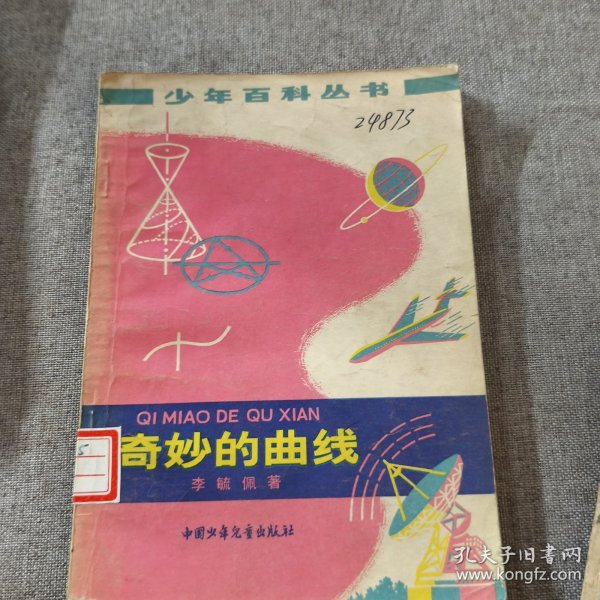 少年百科丛书
24873
QI MIAO DE QU XIAN
奇妙的曲线
李毓佩著
中国少年儿童出版社
5
孔夫子旧书网
www.kongfz.com